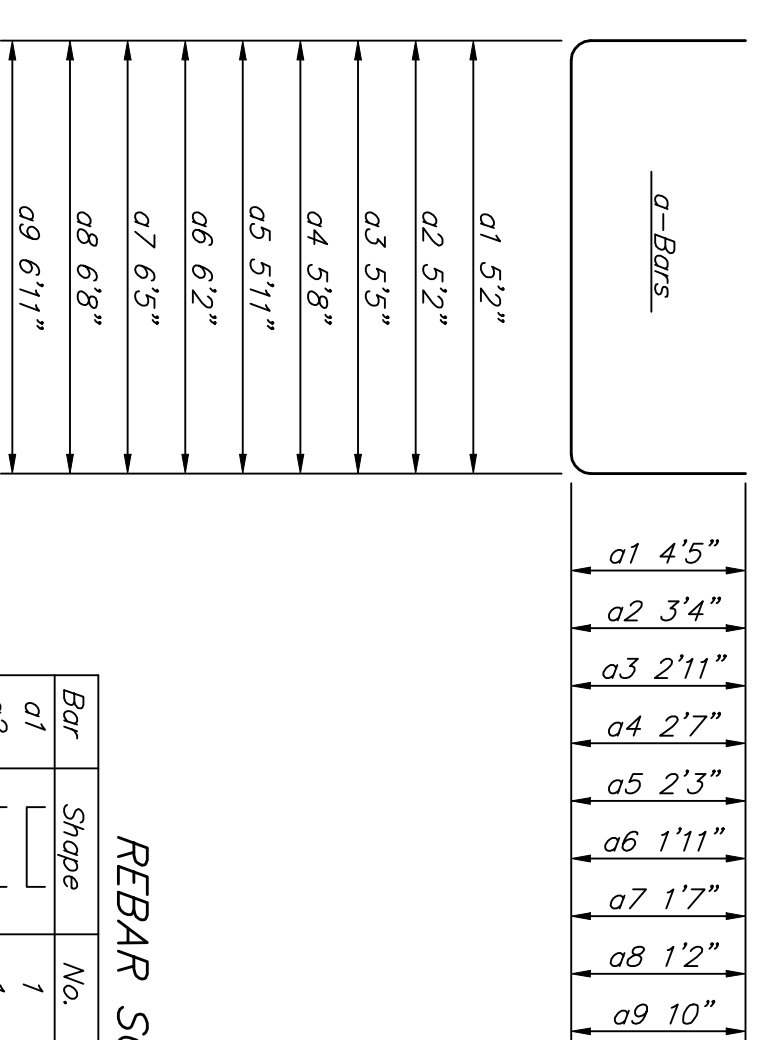 a-Bars
a1 5'2"
a2 5'2"
a3 5'5"
a4 5'8"
a5 5'11"
a6 6'2"
a7 6'5"
a8 6'8"
a9 6'11"
a1 4'5"
a2 3'4"
a3 2'11"
a4 2'7"
a5 2'3"
a6 1'11"
a7 1'7"
a8 1'2"
a9 10"
REBAR
Bar Shape No.
a1 1